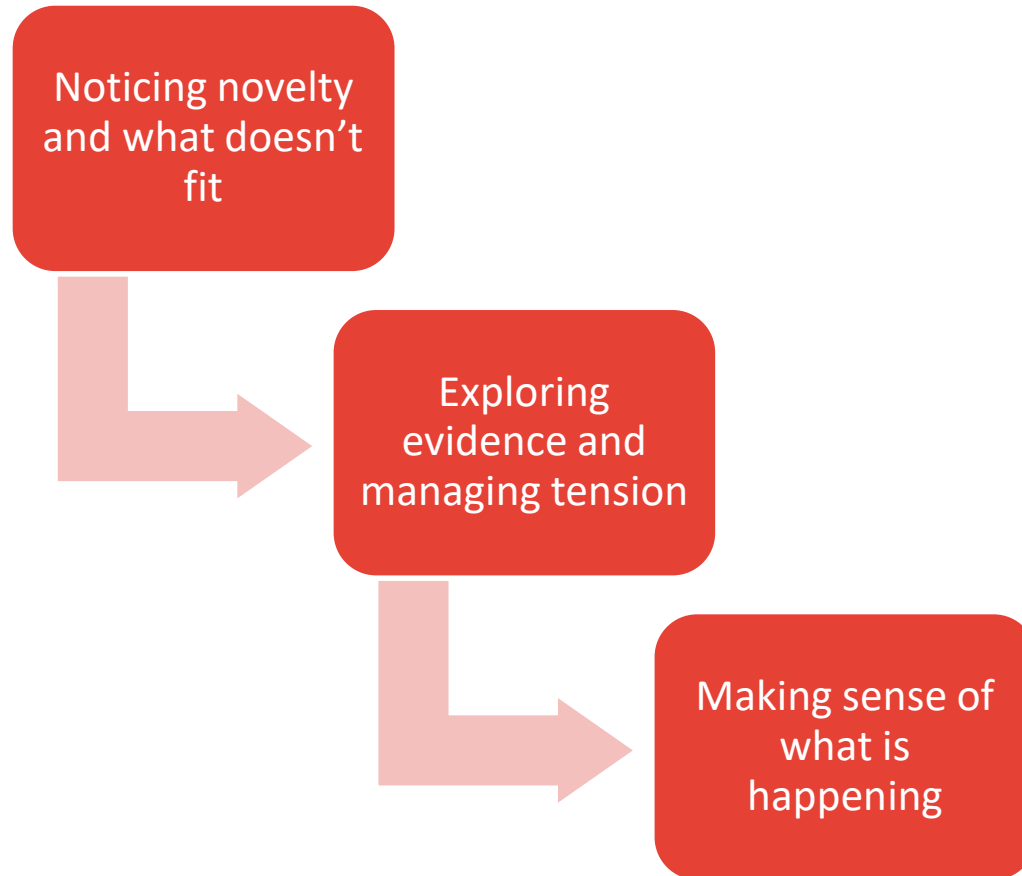 Noticing novelty
and what doesn’t
fit
Exploring
evidence and
managing tension
Making sense of
what is
happening